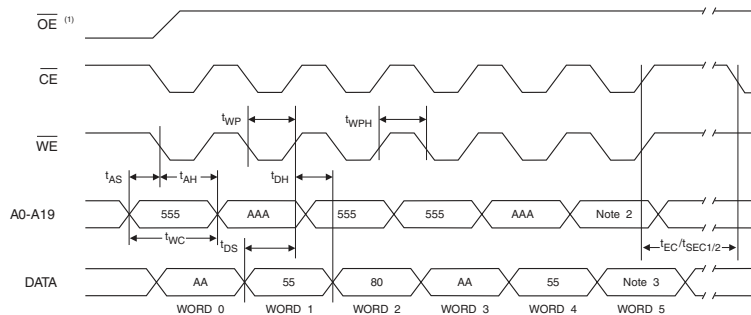 OE (1)
CE
tWP
tWPH
WE
tAS
tAH
tDH
A0-A19
555
AAA
555
555
AAA
Note 2
tWC
tDS
tEC/tSEC1/2
DATA
AA
55
80
AA
55
Note 3
WORD 0
WORD 1
WORD 2
WORD 3
WORD 4
WORD 5